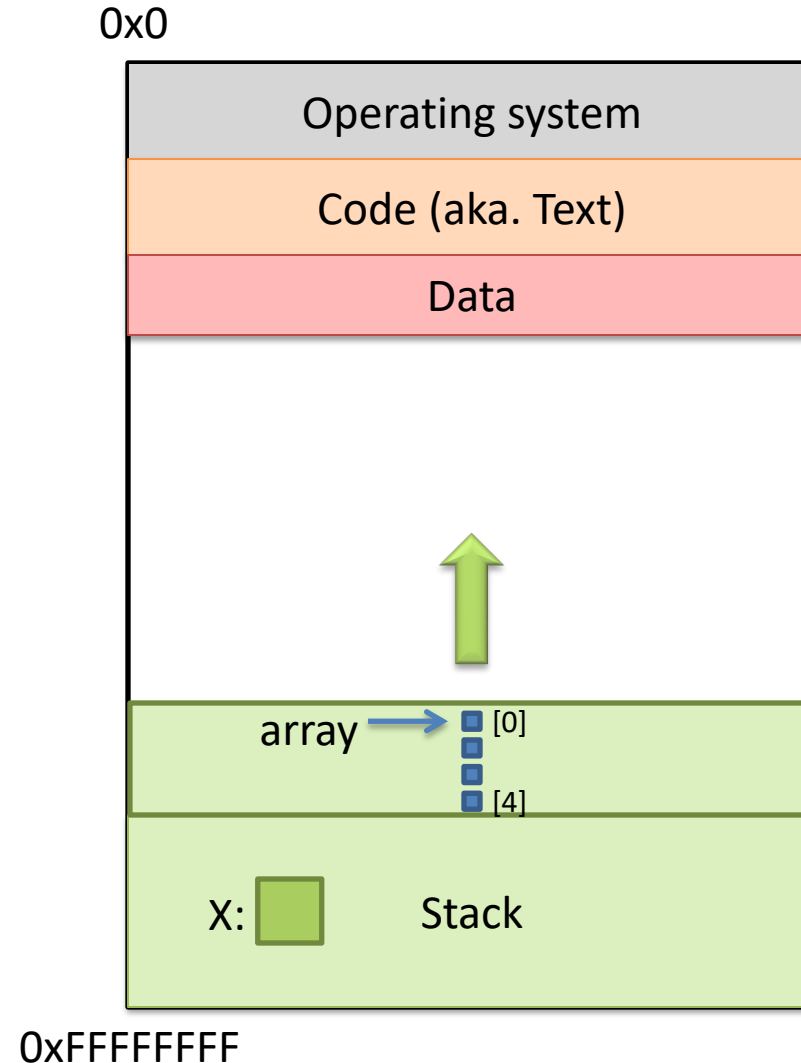 0x0
Operating system
Code (aka. Text)
Data
array
[0]
[4]
X:
Stack
0xFFFFFFFF